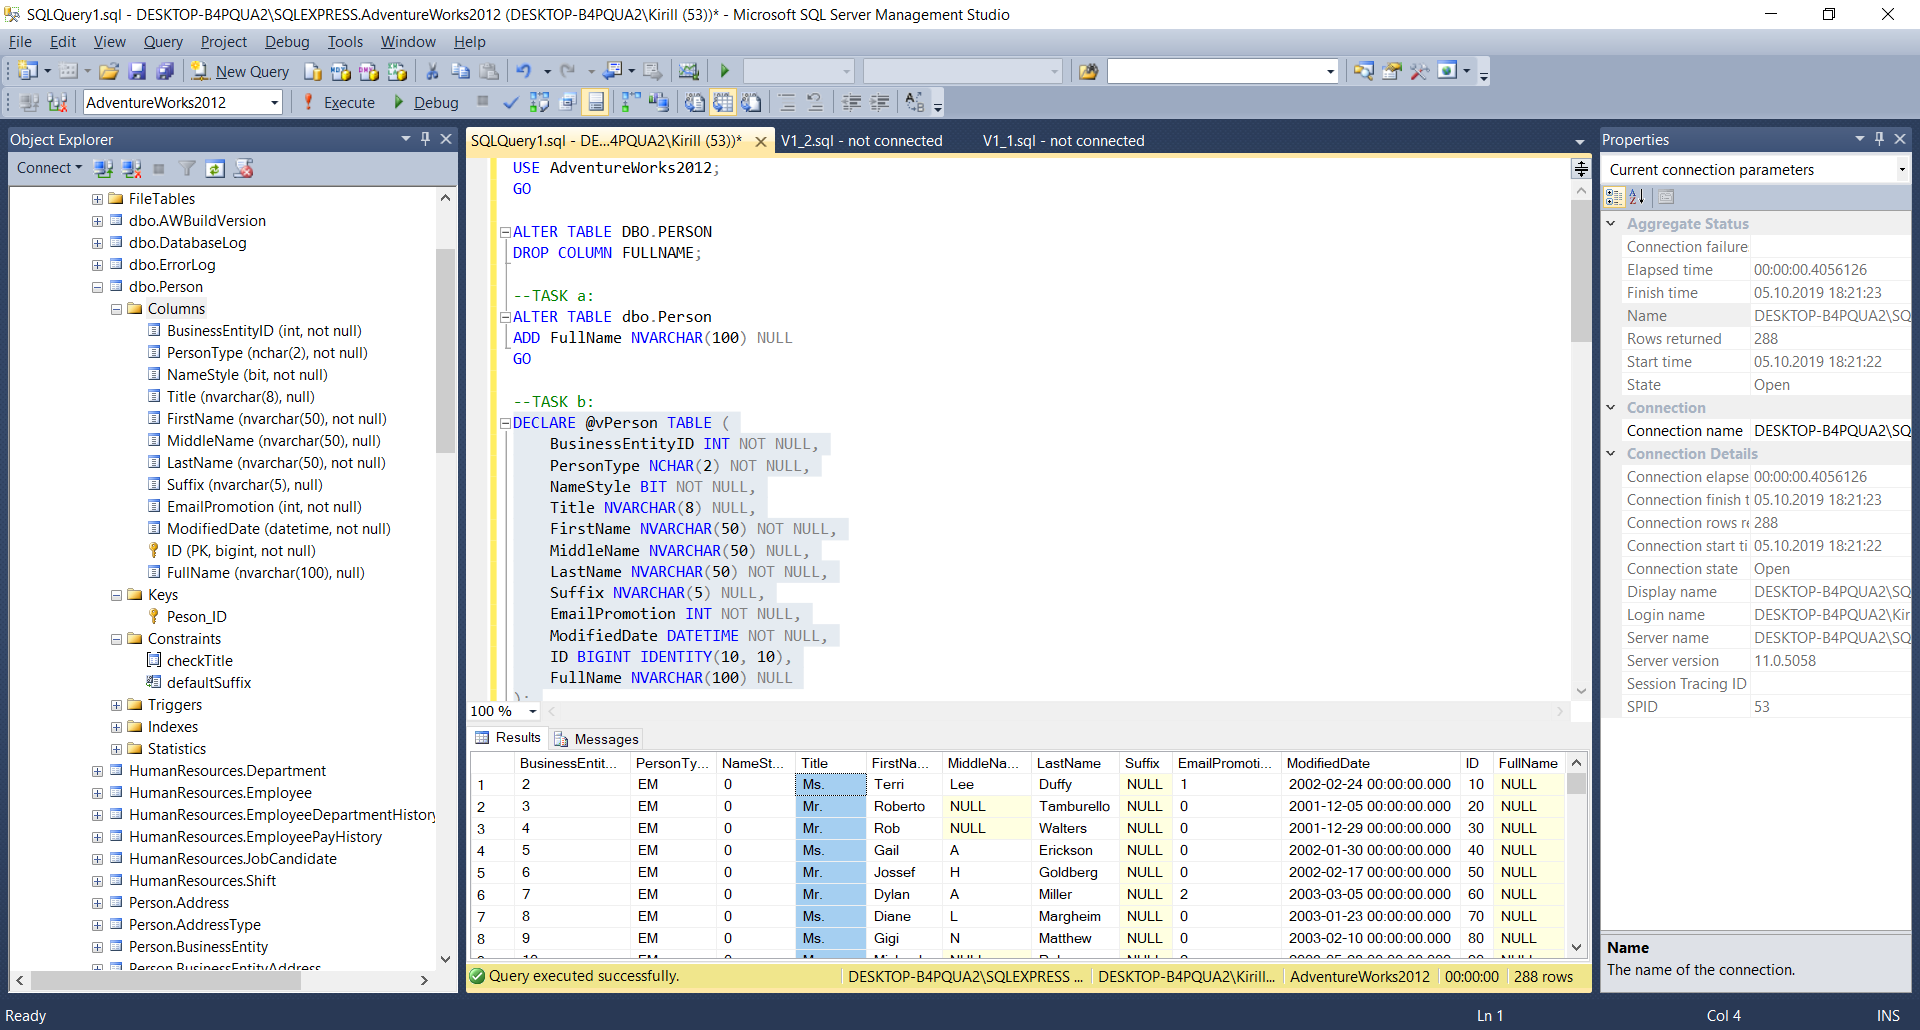 SQLQuery1.sql - DESKTOP-B4PQUA2\SQLEXPRESS.AdventureWorks2012 (DESKTOP-B4PQUA2\Kirill (53))* - Microsoft SQL Server Management Studio
File Edit View Query Project Debug Tools Window Help
New Query
AdventureWorks2012 Execute Debug
Object Explorer
Connect
FileTables
dbo.AWBuildVersion
dbo.DatabaseLog
dbo.ErrorLog
dbo.Person
Columns
BusinessEntityID (int, not null)
PersonType (nchar(2), not null)
NameStyle (bit, not null)
Title (nvarchar(8), null)
FirstName (nvarchar(50), not null)
MiddleName (nvarchar(50), null)
LastName (nvarchar(50), not null)
Suffix (nvarchar(5), null)
EmailPromotion (int, not null)
ModifiedDate (datetime, not null)
ID (PK, bigint, not null)
FullName (nvarchar(100), null)
Keys
Peson_ID
Constraints
checkTitle
defaultSuffix
Triggers
Indexes
Statistics
HumanResources.Department
HumanResources.Employee
HumanResources.EmployeeDepartmentHistory
HumanResources.EmployeePayHistory
HumanResources.JobCandidate
HumanResources.Shift
Person.Address
Person.AddressType
Person.BusinessEntity
Person.BusinessEntityAddress
SQLQuery1.sql - DE...4PQUA2\Kirill (53))* V1_2.sql - not connected V1_1.sql - not connected
USE AdventureWorks2012;
GO
ALTER TABLE DBO.PERSON
DROP COLUMN FULLNAME;
--TASK a:
ALTER TABLE dbo.Person
ADD FullName NVARCHAR(100) NULL
GO
--TASK b:
DECLARE @vPerson TABLE (
BusinessEntityID INT NOT NULL,
PersonType NCHAR(2) NOT NULL,
NameStyle BIT NOT NULL,
Title NVARCHAR(8) NULL,
FirstName NVARCHAR(50) NOT NULL,
MiddleName NVARCHAR(50) NULL,
LastName NVARCHAR(50) NOT NULL,
Suffix NVARCHAR(5) NULL,
EmailPromotion INT NOT NULL,
ModifiedDate DATETIME NOT NULL,
ID BIGINT IDENTITY(10, 10),
FullName NVARCHAR(100) NULL
);
100 %
Results Messages
BusinessEntit... PersonTy... NameSt... Title FirstNa... MiddleNa... LastName Suffix EmailPromoti... ModifiedDate ID FullName
1 2 EM 0 Ms. Terri Lee Duffy NULL 1 2002-02-24 00:00:00.000 10 NULL
2 3 EM 0 Mr. Roberto NULL Tamburello NULL 0 2001-12-05 00:00:00.000 20 NULL
3 4 EM 0 Mr. Rob NULL Walters NULL 0 2001-12-29 00:00:00.000 30 NULL
4 5 EM 0 Ms. Gail A Erickson NULL 0 2002-01-30 00:00:00.000 40 NULL
5 6 EM 0 Mr. Jossef H Goldberg NULL 0 2002-02-17 00:00:00.000 50 NULL
6 7 EM 0 Mr. Dylan A Miller NULL 2 2003-03-05 00:00:00.000 60 NULL
7 8 EM 0 Ms. Diane L Margheim NULL 0 2003-01-23 00:00:00.000 70 NULL
8 9 EM 0 Ms. Gigi N Matthew NULL 0 2003-02-10 00:00:00.000 80 NULL
Query executed successfully. DESKTOP-B4PQUA2\SQLEXPRESS ... DESKTOP-B4PQUA2\Kirill... AdventureWorks2012 00:00:00 288 rows
Properties
Current connection parameters
Aggregate Status
Connection failure
Elapsed time 00:00:00.4056126
Finish time 05.10.2019 18:21:23
Name DESKTOP-B4PQUA2\SQ
Rows returned 288
Start time 05.10.2019 18:21:22
State Open
Connection
Connection name DESKTOP-B4PQUA2\SQ
Connection Details
Connection elapse 00:00:00.4056126
Connection finish t 05.10.2019 18:21:23
Connection rows re 288
Connection start ti 05.10.2019 18:21:22
Connection state Open
Display name DESKTOP-B4PQUA2\SQ
Login name DESKTOP-B4PQUA2\Kir
Server name DESKTOP-B4PQUA2\SQ
Server version 11.0.5058
Session Tracing ID
SPID 53
Name
The name of the connection.
Ready Ln 1 Col 4 INS